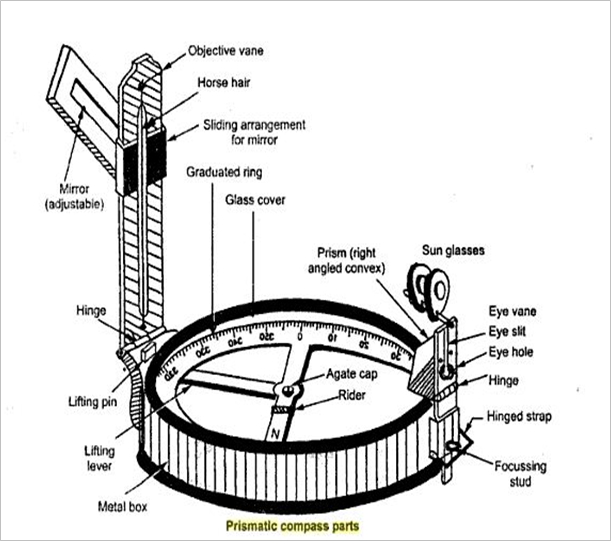 Objective vane
Horse hair
Sliding arrangement
for mirror
Graduated ring
Glass cover
Mirror
(adjustable)
Prism (right
angled convex)
Sun glasses
Hinge
Eye vane
Eye slit
Eye hole
Hinge
Lifting pin
Agate cap
Rider
Hinged strap
Lifting
lever
N
Focussing
stud
Metal box
Prismatic compass parts
0
10